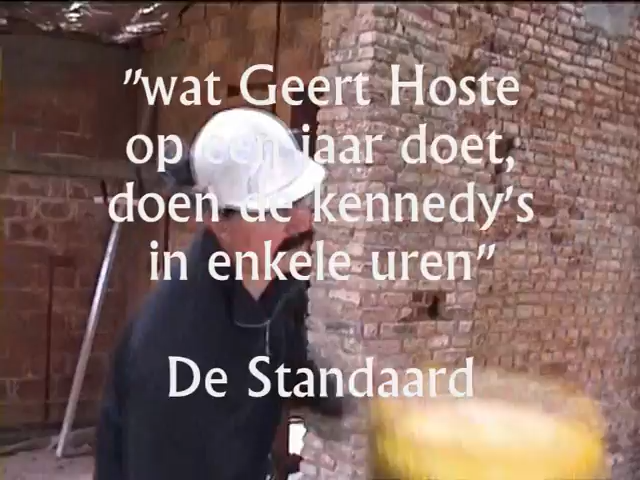 "wat Geert Hoste
op een jaar doet,
doen de kennedy's
in enkele uren"
De Standaard